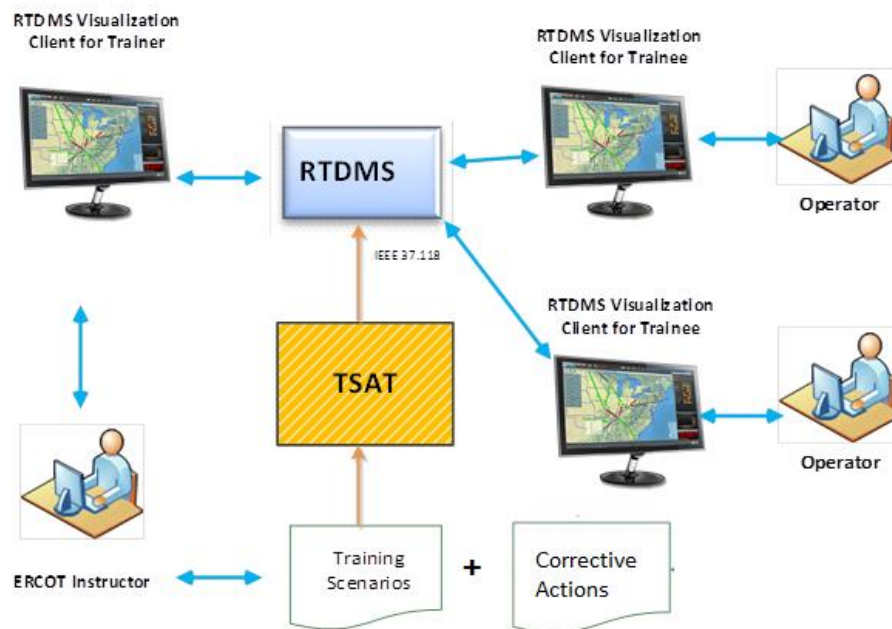 RTDMS Visualization
Client for Trainer
RTDMS Visualization
Client for Trainee
RTDMS
Operator
IEEE 37.118
RTDMS Visualization
Client for Trainee
TSAT
Operator
ERCOT Instructor
Training
Scenarios
+
Corrective
Actions